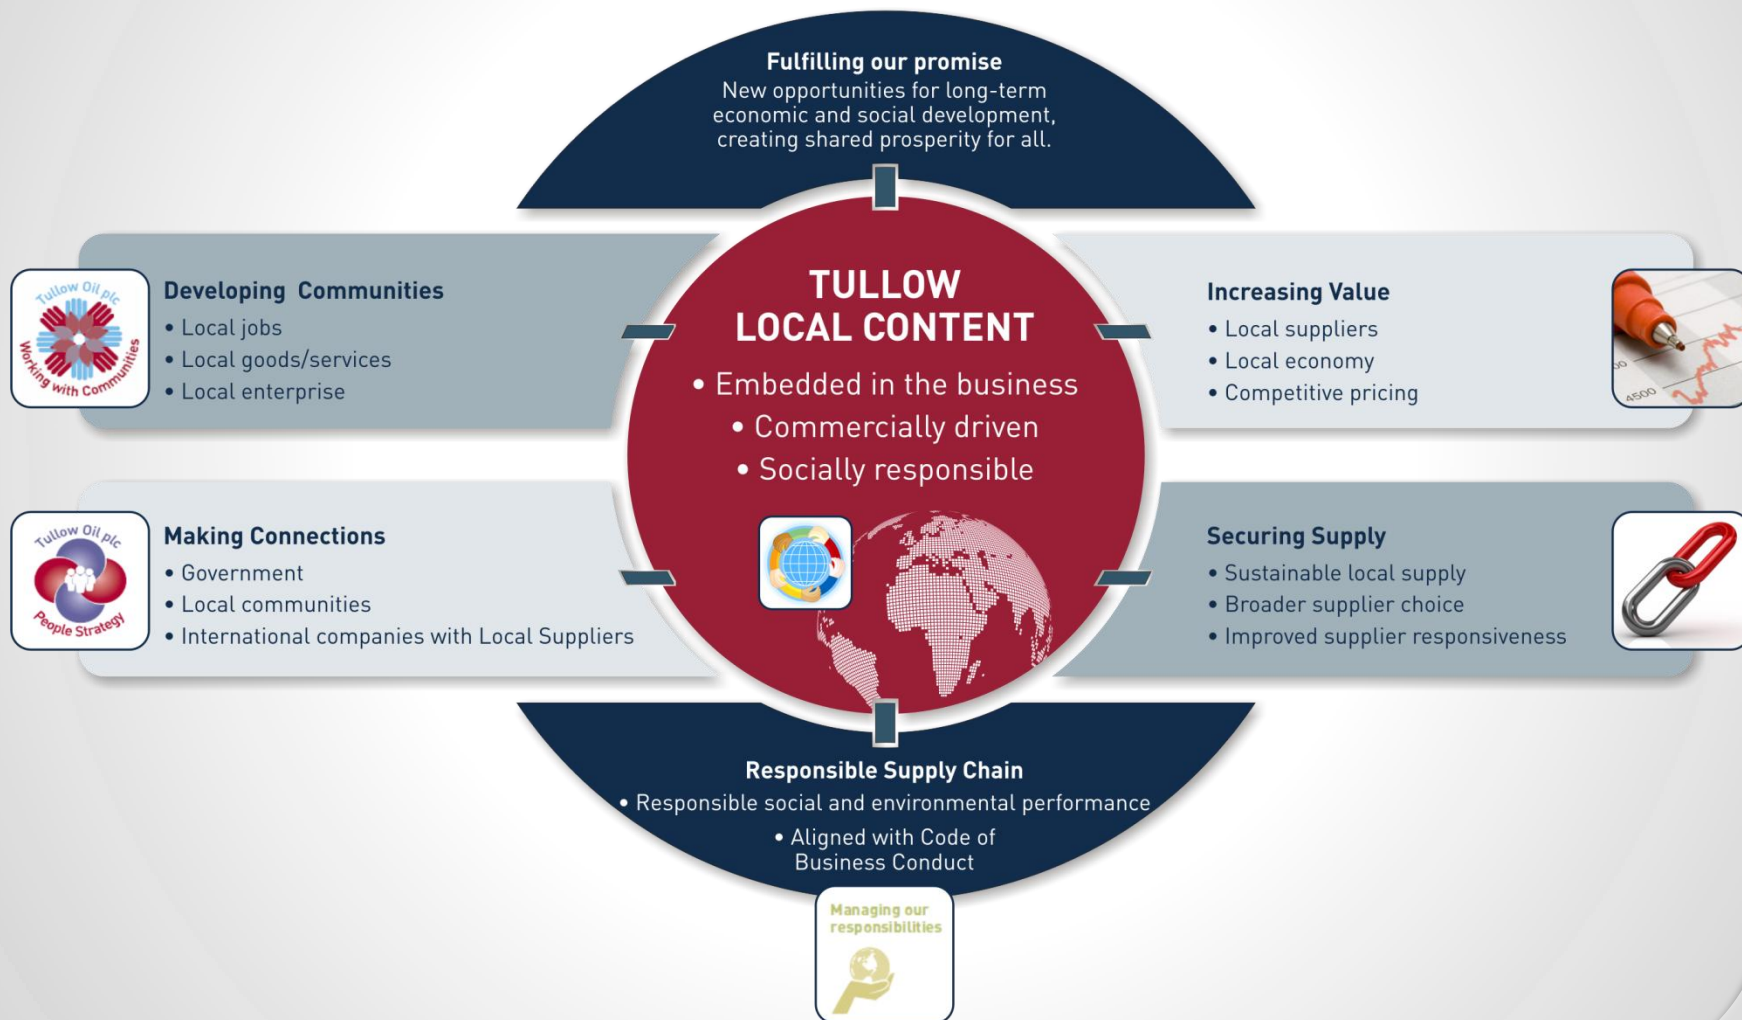 Fulfilling our promise
New opportunities for long-term
economic and social development,
creating shared prosperity for all.
TULLOW
LOCAL CONTENT
• Embedded in the business
• Commercially driven
• Socially responsible
Tullow Oil plc
Working with Communities
Developing Communities
• Local jobs
• Local goods/services
• Local enterprise
Increasing Value
• Local suppliers
• Local economy
• Competitive pricing
4500
Tullow Oil plc
People Strategy
Making Connections
• Government
• Local communities
• International companies with Local Suppliers
Securing Supply
• Sustainable local supply
• Broader supplier choice
• Improved supplier responsiveness
Responsible Supply Chain
• Responsible social and environmental performance
• Aligned with Code of
Business Conduct
Managing our
responsibilities